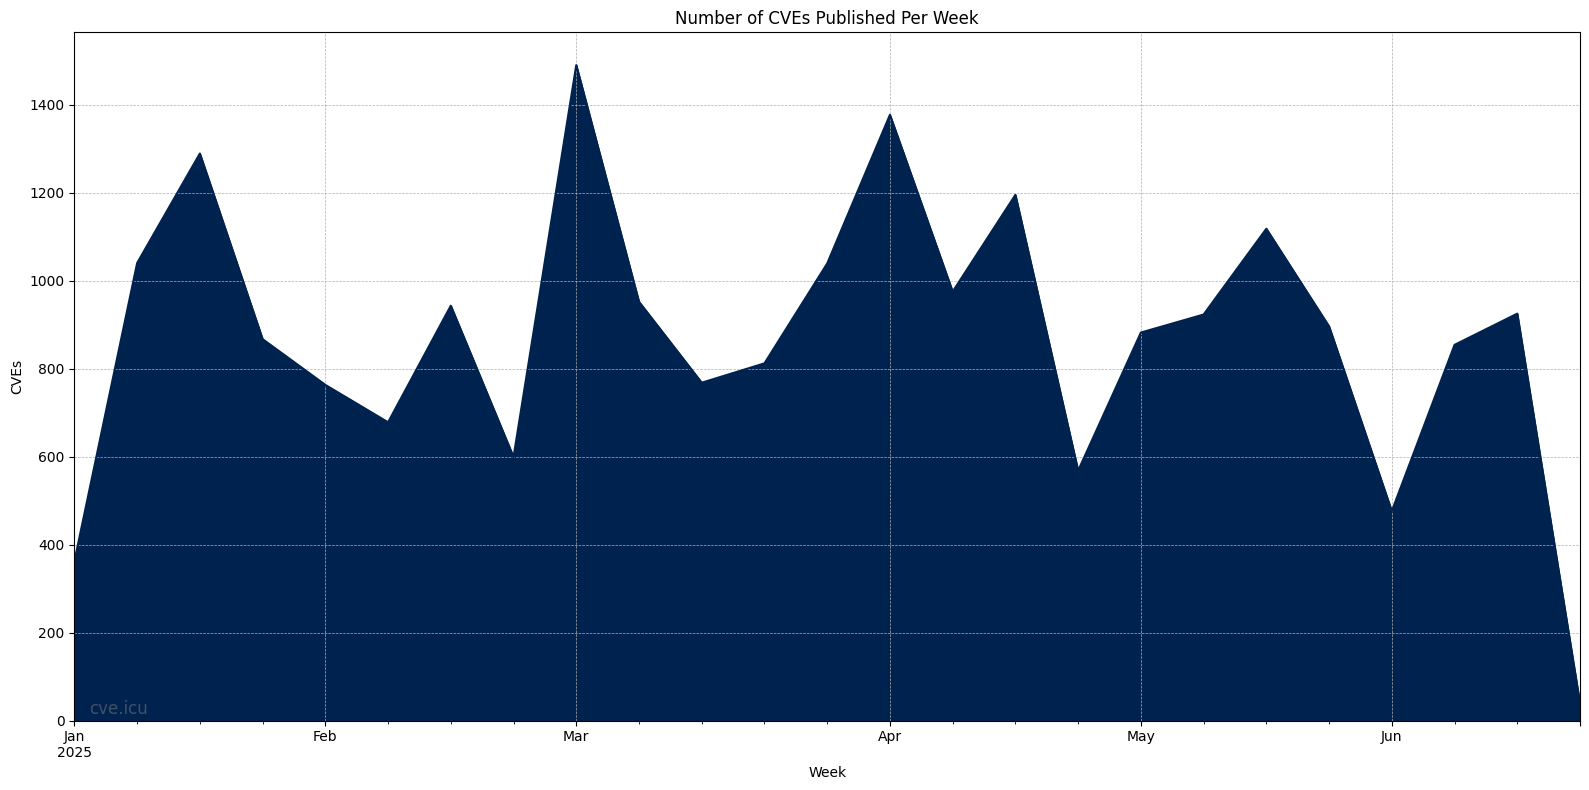 Number of CVEs Published Per Week
1400
1200
1000
800
600
400
200
0
CVEs
cve.icu
Jan Feb Mar Apr May Jun
2025
Week